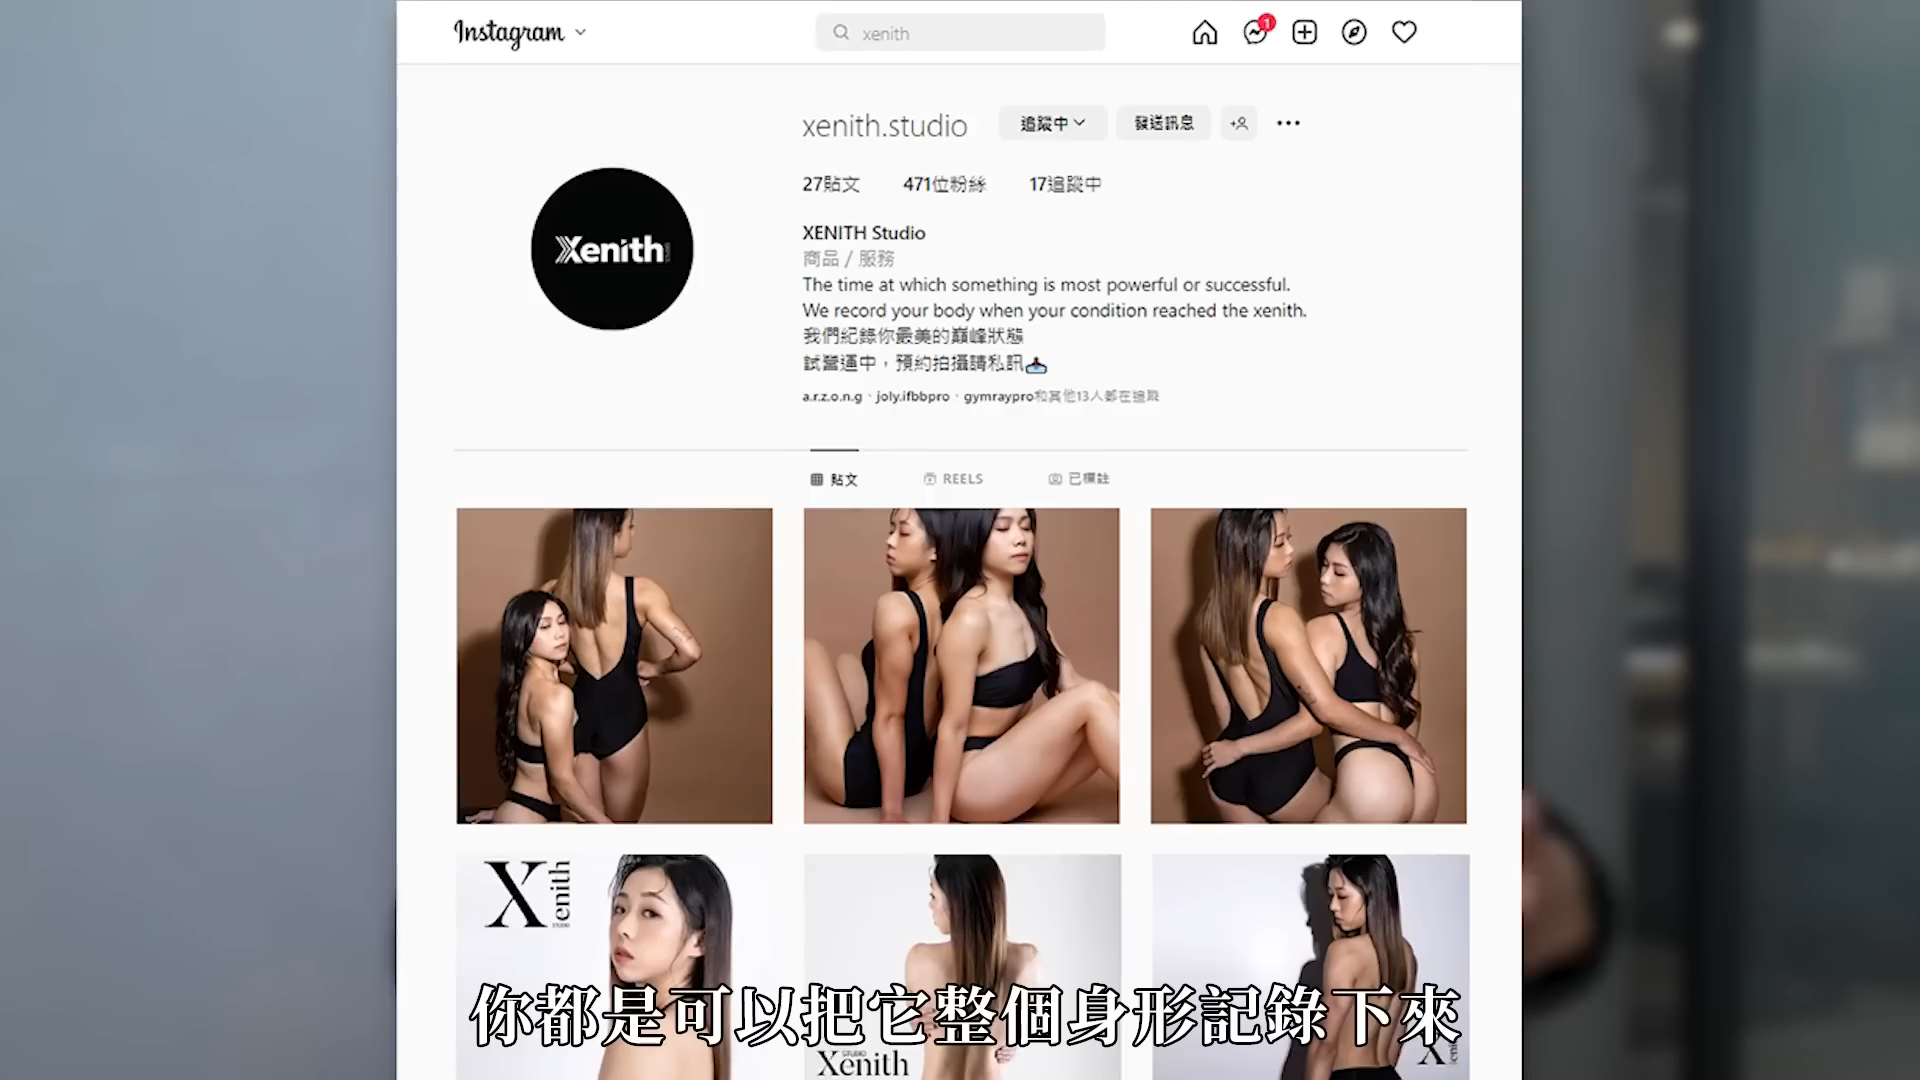 Instagram
xenith
1
xenith.studio
追蹤中
發送訊息
27貼文 471位粉絲 17追蹤中
Xenith
XENITH Studio
商品 / 服務
The time at which something is most powerful or successful.
We record your body when your condition reached the xenith.
我們紀錄你最美的巔峰狀態
試營運中，預約拍攝請私訊
a.r.z.o.n.g、joly.ifbbpro、gymraypro和其他13人都在追蹤
貼文 REELS 已標註
X enith
STUDIO
你都是可以把它整個身形記錄下來
STUDIO
Xenith